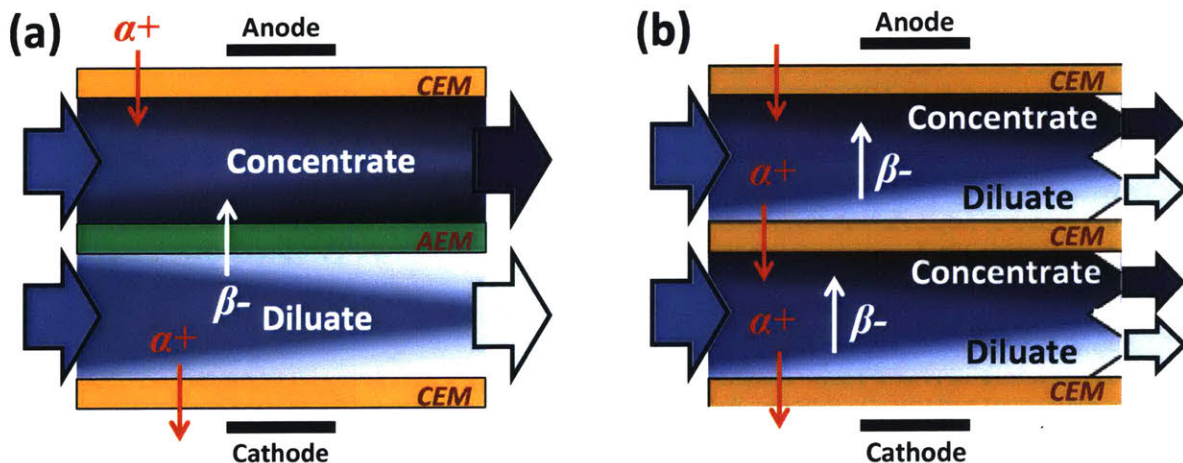 (a)
α+
Anode
CEM
Concentrate
AEM
β-
Diluate
α+
CEM
Cathode
(b)
Anode
CEM
Concentrate
α+
β-
Diluate
CEM
Concentrate
α+
β-
Diluate
CEM
Cathode